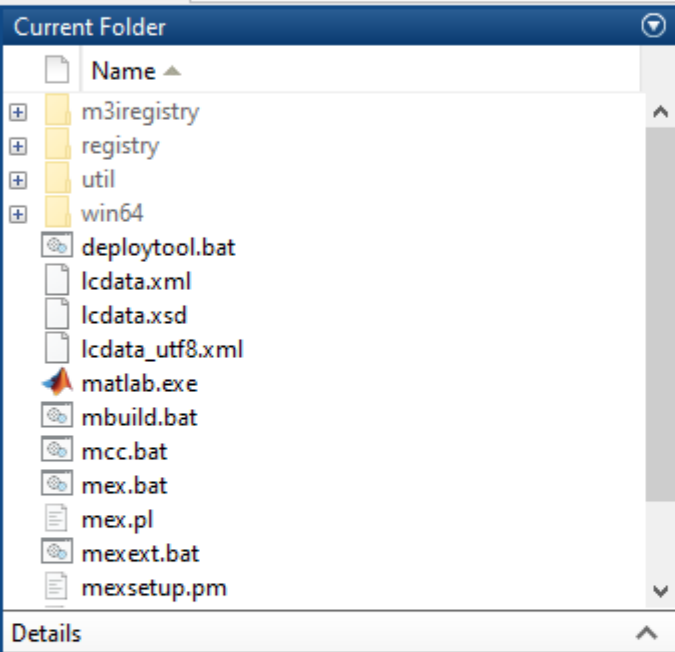 Current Folder
Name
m3iregistry
registry
util
win64
deploytool.bat
lcdata.xml
lcdata.xsd
lcdata_utf8.xml
matlab.exe
mbuild.bat
mcc.bat
mex.bat
mex.pl
mexext.bat
mexsetup.pm
Details